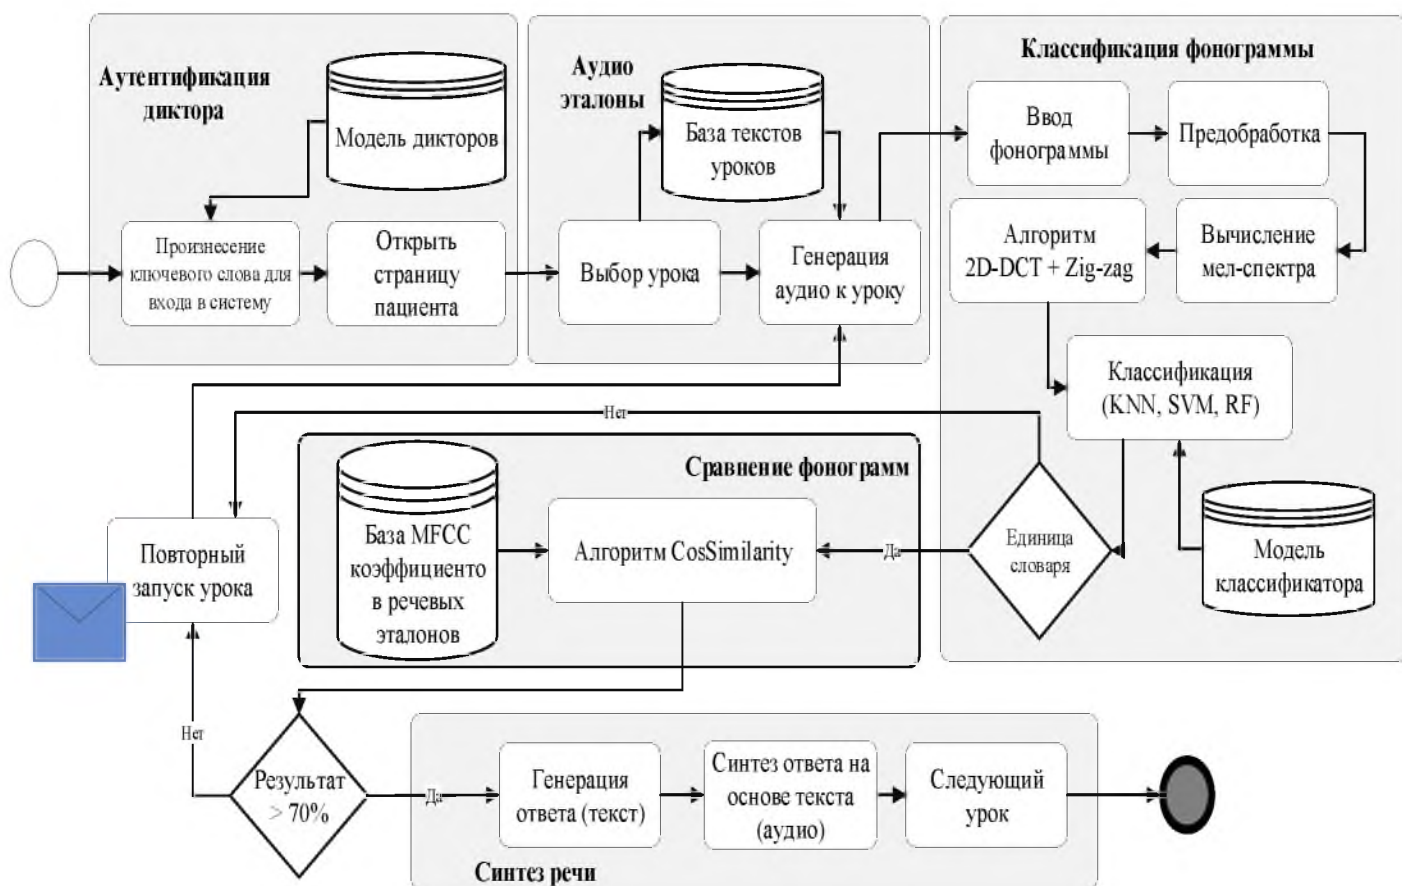 Аутентификация
диктора
Модель дикторов
Произнесение
ключевого слова для
входа в систему
Открыть
страницу
пациента
Аудио
эталоны
База текстов
уроков
Выбор урока
Генерация
аудио к уроку
Классификация фонограммы
Ввод
фонограммы
Предобработка
Вычисление
мел-спектра
Алгоритм
2D-DCT + Zig-zag
Классификация
(KNN, SVM, RF)
Модель
классификатора
Единица
словаря
Нет
Да
Сравнение фонограмм
База MFCC
коэффициенто
в речевых
эталонов
Алгоритм CosSimilarity
Повторный
запуск урока
Нет
Результат
> 70%
Да
Генерация
ответа (текст)
Синтез ответа на
основе текста
(аудио)
Следующий
урок
Синтез речи